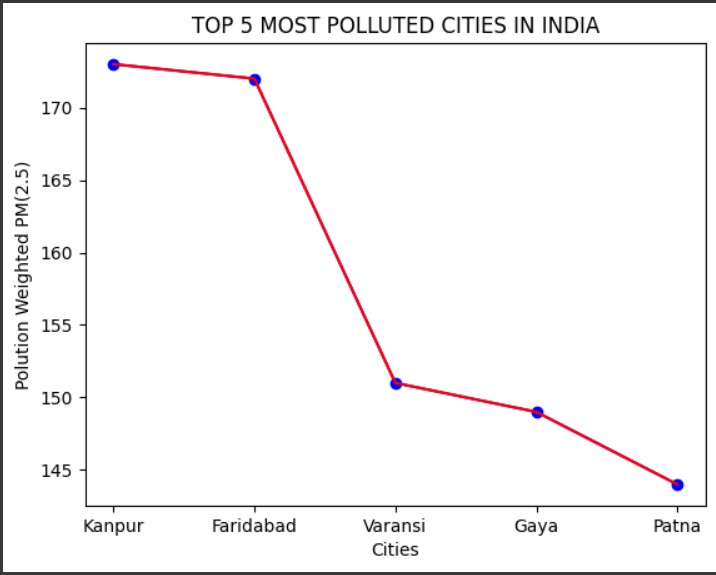 TOP 5 MOST POLLUTED CITIES IN INDIA
Polution Weighted PM(2.5)
170
165
160
155
150
145
Kanpur Faridabad Varansi Gaya Patna
Cities